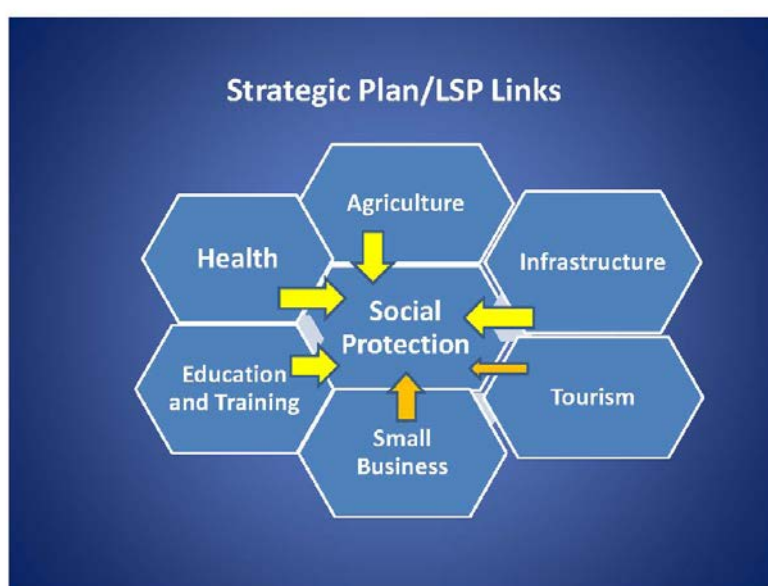 Strategic Plan/LSP Links
Agriculture
Health
Infrastructure
Social
Protection
Education
and Training
Tourism
Small
Business